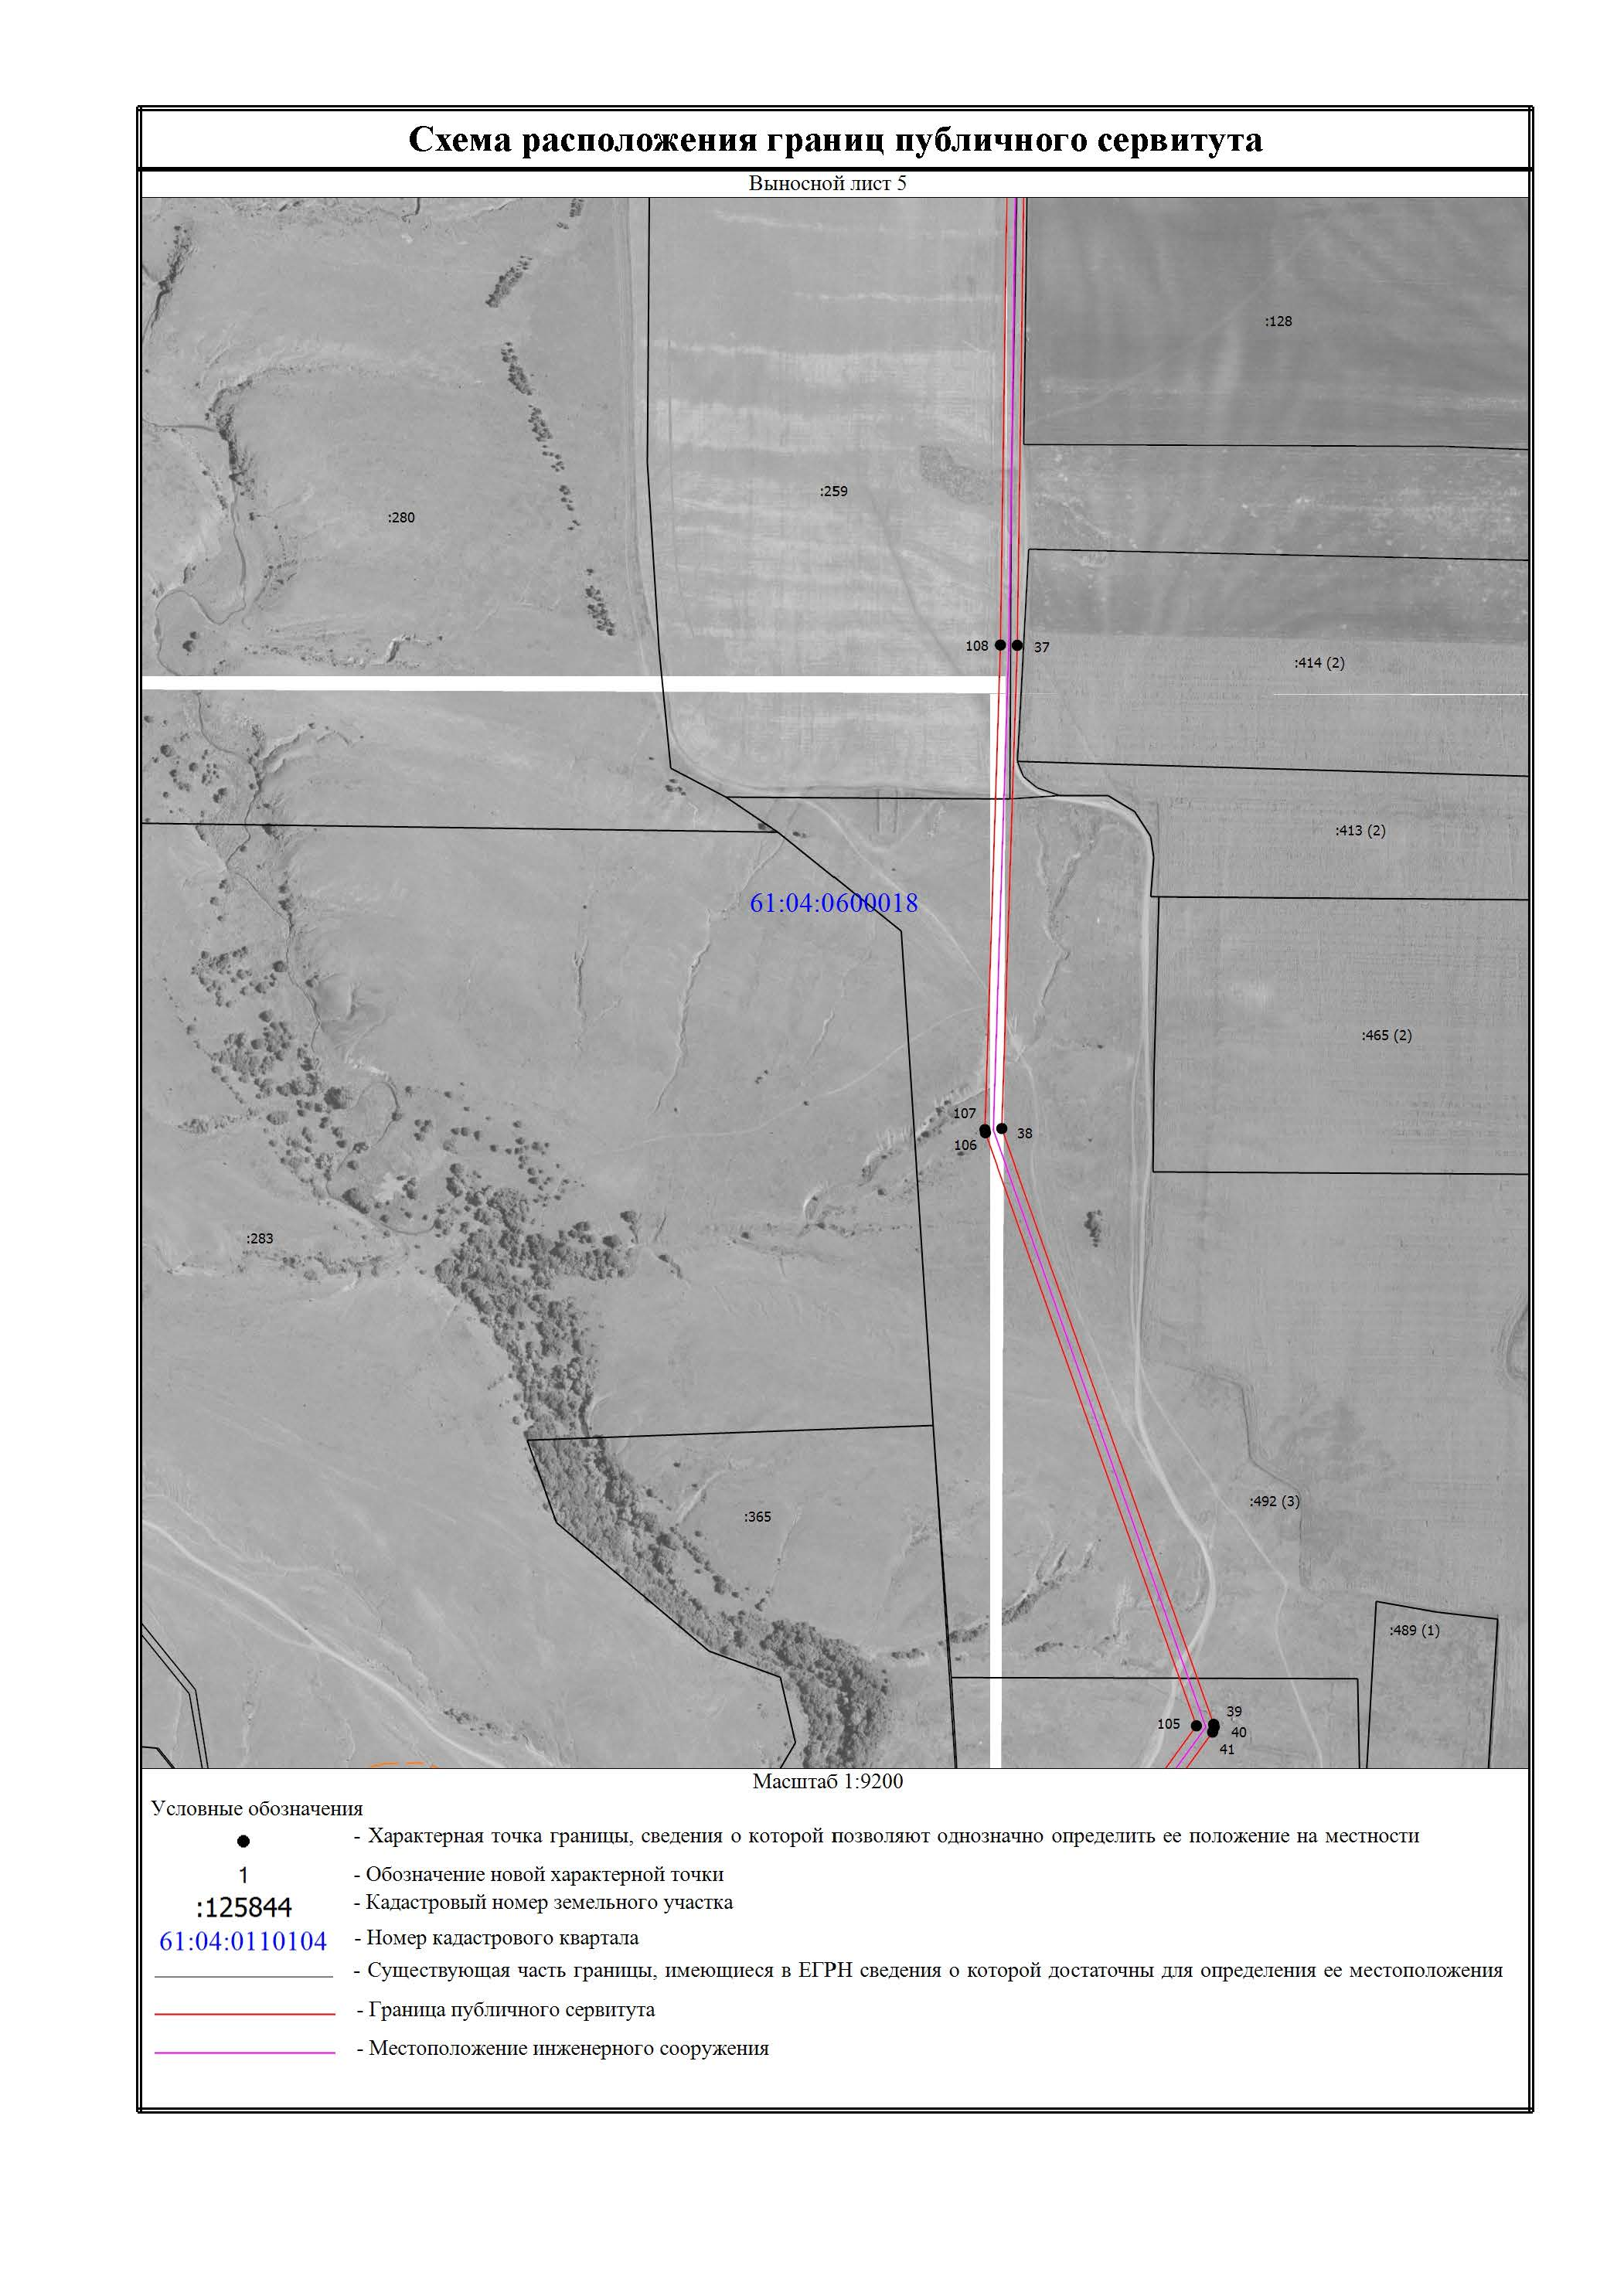 Схема расположения границ публичного сервитута
Выносной лист 5
:128
:259
:280
108
37
:414 (2)
:413 (2)
61:04:0600018
:465 (2)
107
38
106
:283
:492 (3)
:365
:489 (1)
39
105
40
41
Масштаб 1:9200
Условные обозначения
- Характерная точка границы, сведения о которой позволяют однозначно определить ее положение на местности
1 - Обозначение новой характерной точки
:125844 - Кадастровый номер земельного участка
61:04:0110104 - Номер кадастрового квартала
- Существующая часть границы, имеющиеся в ЕГРН сведения о которой достаточны для определения ее местоположения
- Граница публичного сервитута
- Местоположение инженерного сооружения